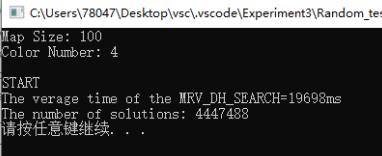 C:\Users\78047\Desktop\vsc\.vscode\Experiment3\Random_tes
Map Size: 100
Color Number: 4
START
The verage time of the MRV_DH_SEARCH=19698ms
The number of solutions: 4447488
请按任意键继续. . .